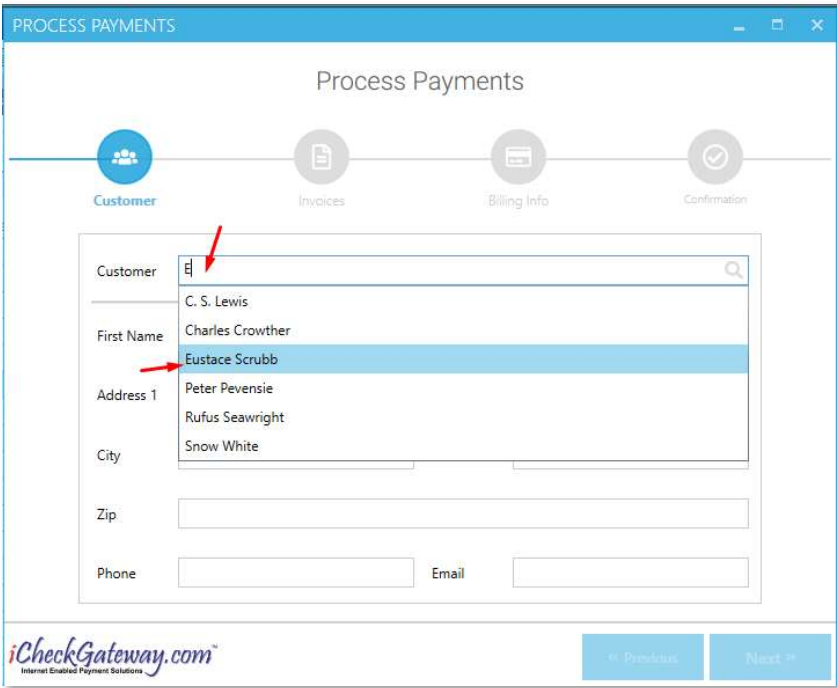 PROCESS PAYMENTS
Process Payments
Customer
Invoices
Billing Info
Confirmation
Customer E
C. S. Lewis
Charles Crowther
First Name
Eustace Scrubb
Peter Pevensie
Address 1
Rufus Seawright
Snow White
City
Zip
Phone Email
iCheckGateway.com™
Internet Enabled Payment Solutions
« Previous Next »